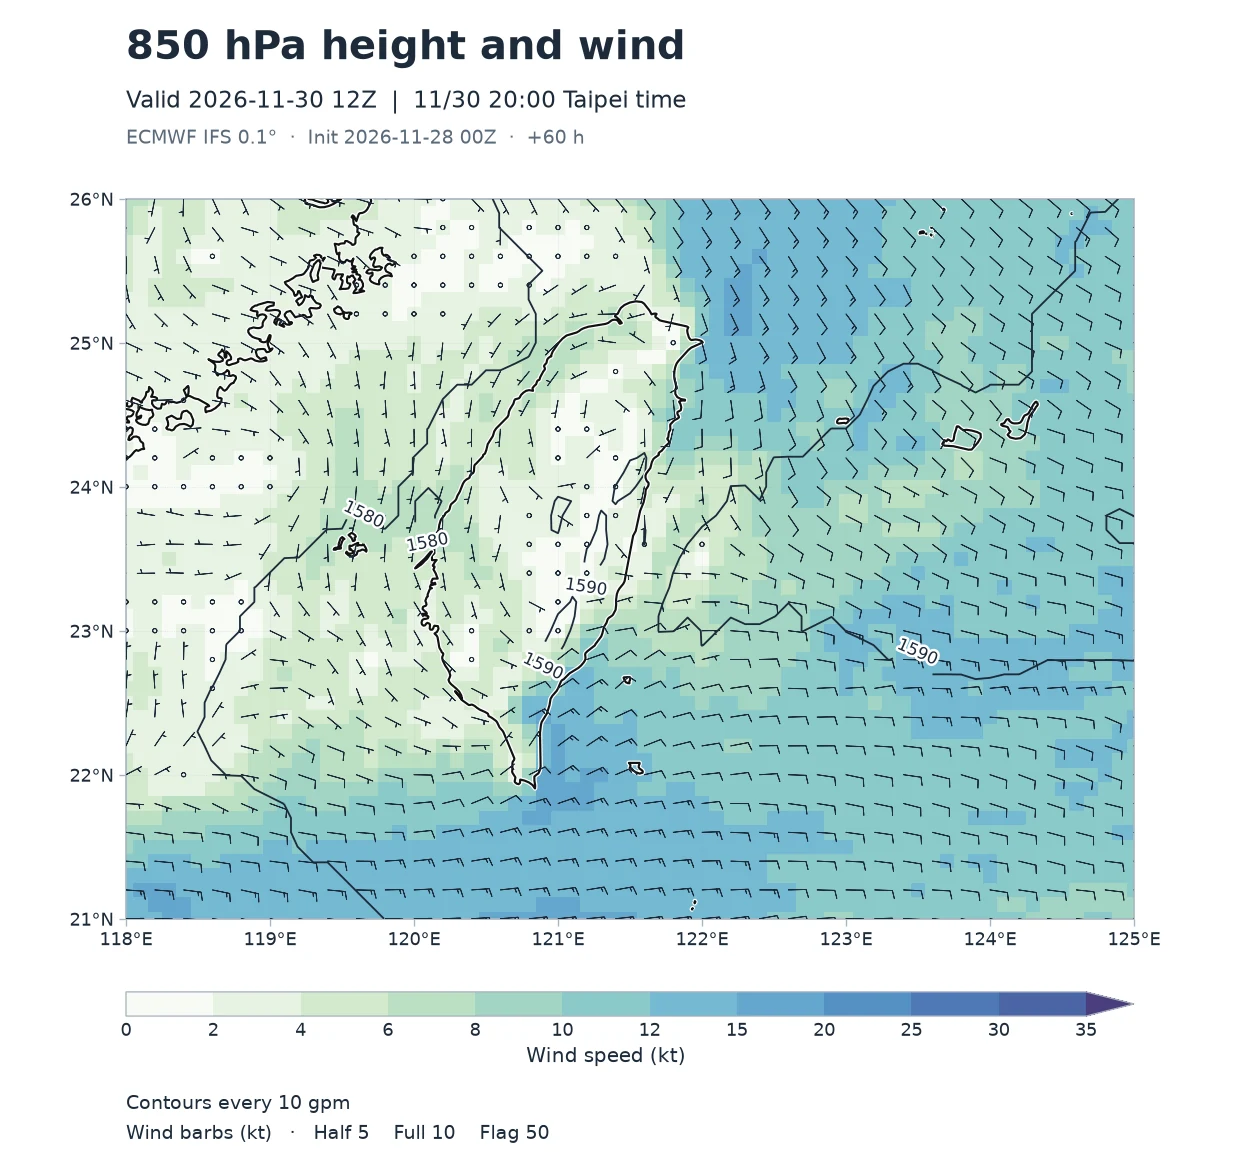 850 hPa height and wind
Valid 2026-11-30 12Z | 11/30 20:00 Taipei time
ECMWF IFS 0.1° · Init 2026-11-28 00Z · +60 h
26°N
25°N
24°N
1580
1580
1590
23°N
1590
1590
22°N
21°N
118°E 119°E 120°E 121°E 122°E 123°E 124°E 125°E
0 2 4 6 8 10 12 15 20 25 30 35
Wind speed (kt)
Contours every 10 gpm
Wind barbs (kt) · Half 5 Full 10 Flag 50